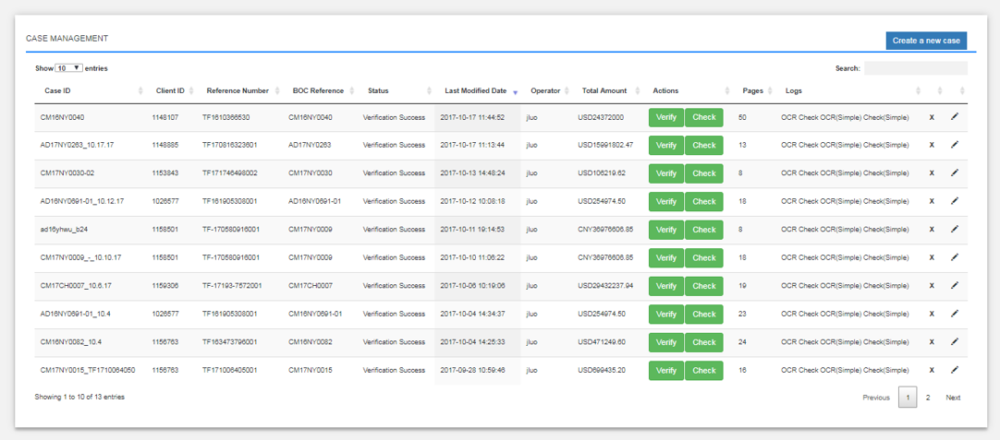 CASE MANAGEMENT Create a new case
Show 10 entries Search:
Case ID Client ID Reference Number BOC Reference Status Last Modified Date Operator Total Amount Actions Pages Logs
CM16NY0040 1148107 TF1610366530 CM16NY0040 Verification Success 2017-10-17 11:44:52 jluo USD24372000 Verify Check 50 OCR Check OCR(Simple) Check(Simple) X
AD17NY0263_10.17.17 1148885 TF170816323601 AD17NY0263 Verification Success 2017-10-17 11:13:44 jluo USD15991802.47 Verify Check 13 OCR Check OCR(Simple) Check(Simple) X
CM17NY0030-02 1153843 TF171746498002 CM17NY0030 Verification Success 2017-10-13 14:48:24 jluo USD106219.62 Verify Check 8 OCR Check OCR(Simple) Check(Simple) X
AD16NY0691-01_10.12.17 1026577 TF161905308001 AD16NY0691-01 Verification Success 2017-10-12 10:08:18 jluo USD254974.50 Verify Check 18 OCR Check OCR(Simple) Check(Simple) X
ad16yhwu_b24 1158501 TF-170580916001 CM17NY0009 Verification Success 2017-10-11 19:14:53 jluo CNY36976606.85 Verify Check 8 OCR Check OCR(Simple) Check(Simple) X
CM17NY0009_-_10.10.17 1158501 TF-170580916001 CM17NY0009 Verification Success 2017-10-10 11:06:22 jluo CNY36976606.85 Verify Check 18 OCR Check OCR(Simple) Check(Simple) X
CM17CH0007_10.6.17 1159306 TF-17193-7572001 CM17CH0007 Verification Success 2017-10-06 10:19:06 jluo USD29432237.94 Verify Check 19 OCR Check OCR(Simple) Check(Simple) X
AD16NY0691-01_10.4 1026577 TF161905308001 CM16NY0691-01 Verification Success 2017-10-04 14:34:37 jluo USD254974.50 Verify Check 23 OCR Check OCR(Simple) Check(Simple) X
CM16NY0082_10.4 1156763 TF163473796001 CM16NY0082 Verification Success 2017-10-04 14:25:33 jluo USD471249.60 Verify Check 24 OCR Check OCR(Simple) Check(Simple) X
CM17NY0015_TF1710064050 1156763 TF171006405001 CM17NY0015 Verification Success 2017-09-28 10:59:46 jluo USD699435.20 Verify Check 16 OCR Check OCR(Simple) Check(Simple) X
Showing 1 to 10 of 13 entries Previous 1 2 Next